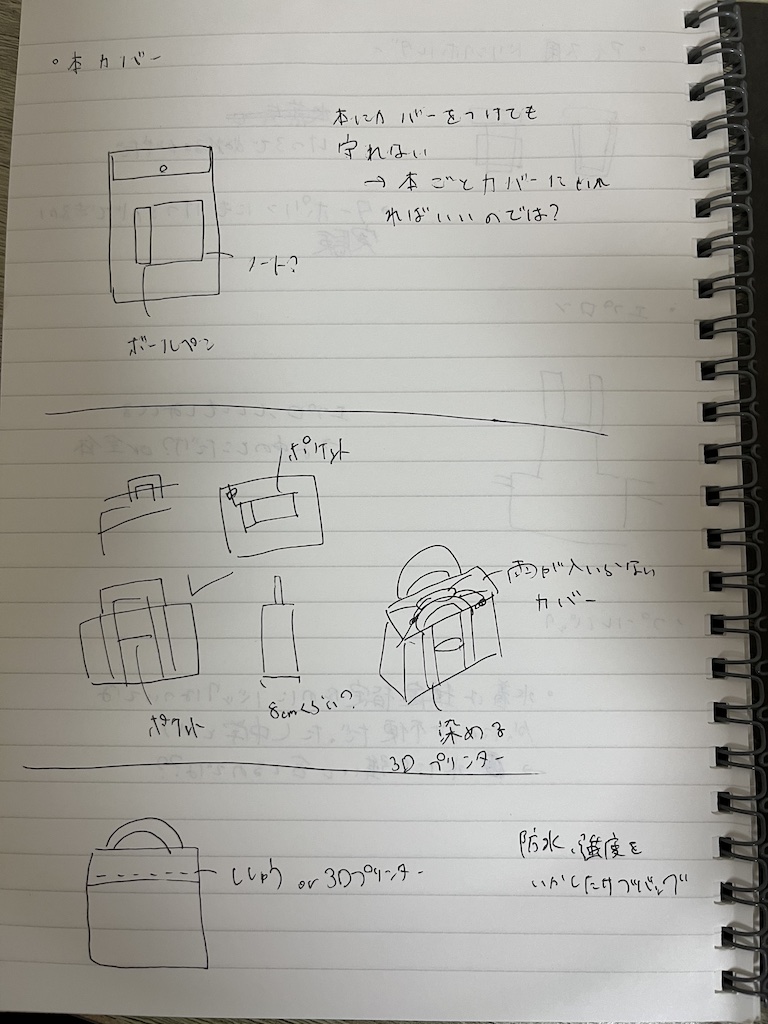 ・本カバー
本にカバーをつけても
守れない
→ 本ごとカバーにいれ
ればいいのでは?
ノート?
ボールペン
ポケット
雨が入いらない
カバー
ポケット
8cmくらい?
染める
3Dプリンター
ししゅう or 3Dプリンター
防水、強度を
いかしたサブバッグ